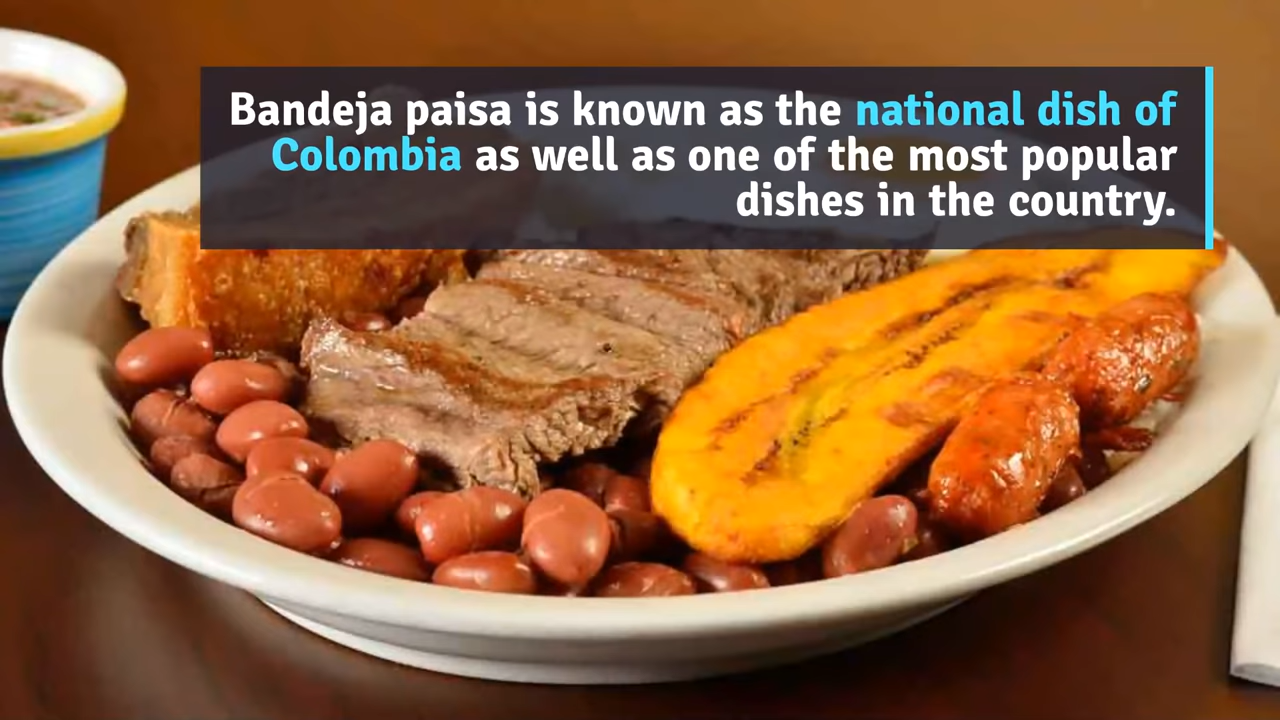 Bandeja paisa is known as the national dish of
Colombia as well as one of the most popular
dishes in the country.